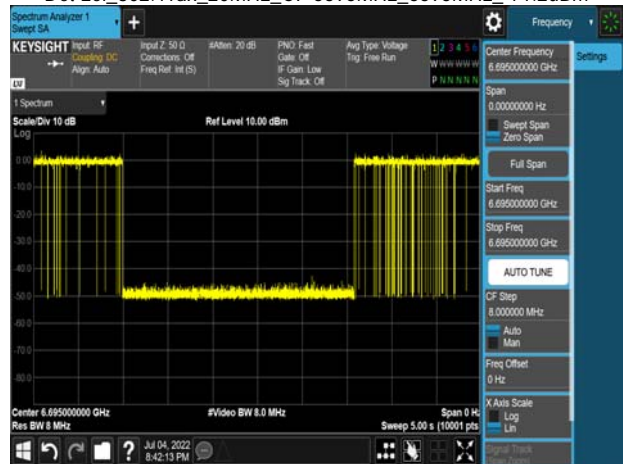 Spectrum Analyzer 1
Swept SA
Frequency
KEYSIGHT
Input: RF
Coupling: DC
Align: Auto
Input Z: 50 Ω
Corrections: Off
Freq Ref: Int (S)
#Atten: 20 dB
PNO: Fast
Gate: Off
IF Gain: Low
Sig Track: Off
Avg Type: Voltage
Trig: Free Run
1 2 3 4 5 6
W W W W W W
P N N N N N
LV
1 Spectrum
Scale/Div 10 dB
Ref Level 10.00 dBm
Log
0.00
-10.0
-20.0
-30.0
-40.0
-50.0
-60.0
-70.0
-80.0
Center 6.695000000 GHz
#Video BW 8.0 MHz
Span 0 Hz
Res BW 8 MHz
Sweep 5.00 s (10001 pts)
Settings
Center Frequency
6.695000000 GHz
Span
0.00000000 Hz
Swept Span
Zero Span
Full Span
Start Freq
6.695000000 GHz
Stop Freq
6.695000000 GHz
AUTO TUNE
CF Step
8.000000 MHz
Auto
Man
Freq Offset
0 Hz
X Axis Scale
Log
Lin
Signal Track
Jul 04, 2022
8:42:13 PM